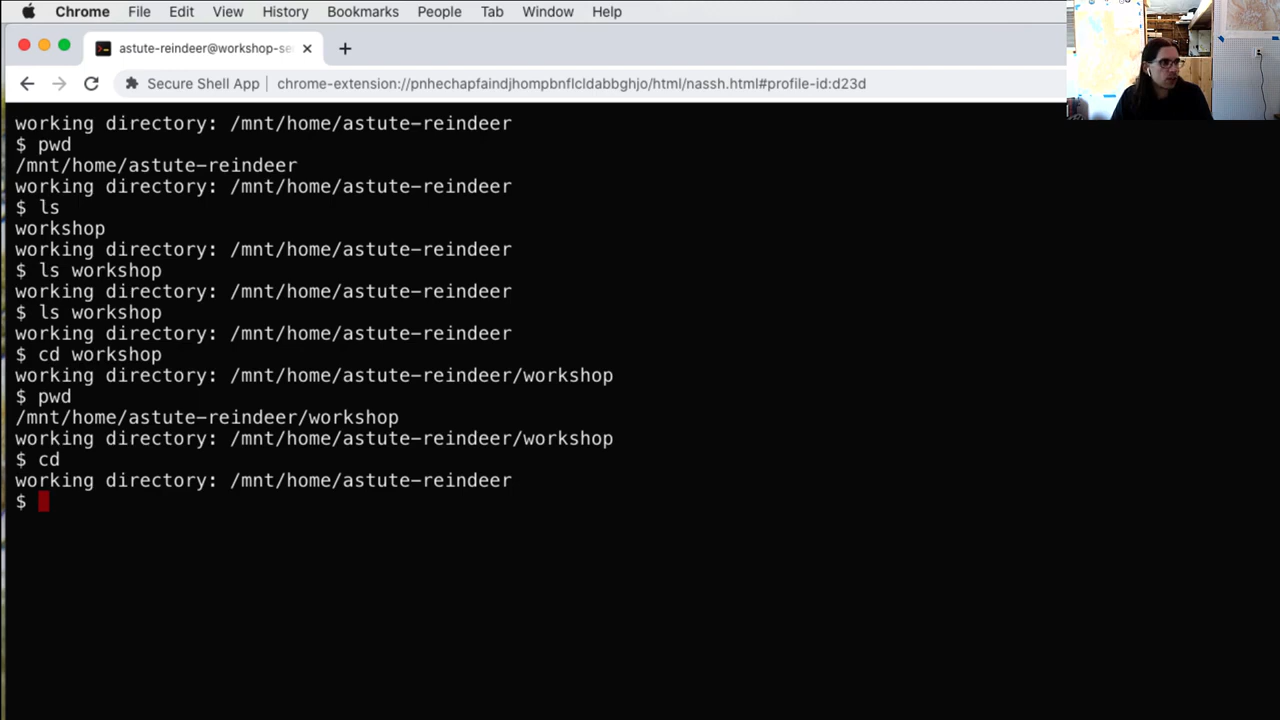 Chrome File Edit View History Bookmarks People Tab Window Help
astute-reindeer@workshop-se
Secure Shell App | chrome-extension://pnhechapfaindjhompbnflcldabbghjo/html/nassh.html#profile-id:d23d
working directory: /mnt/home/astute-reindeer
$ pwd
/mnt/home/astute-reindeer
working directory: /mnt/home/astute-reindeer
$ ls
workshop
working directory: /mnt/home/astute-reindeer
$ ls workshop
working directory: /mnt/home/astute-reindeer
$ ls workshop
working directory: /mnt/home/astute-reindeer
$ cd workshop
working directory: /mnt/home/astute-reindeer/workshop
$ pwd
/mnt/home/astute-reindeer/workshop
working directory: /mnt/home/astute-reindeer/workshop
$ cd
working directory: /mnt/home/astute-reindeer
$